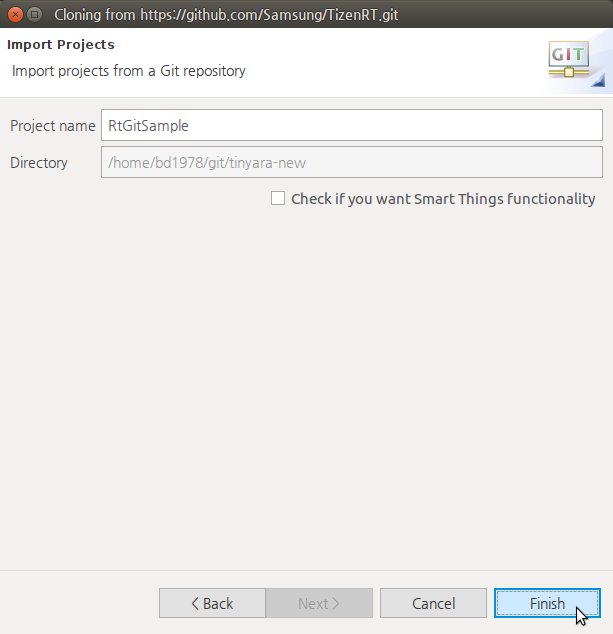 Cloning from https://github.com/Samsung/TizenRT.git
Import Projects
Import projects from a Git repository
GIT
Project name RtGitSample
Directory /home/bd1978/git/tinyara-new
Check if you want Smart Things functionality
< Back Next > Cancel Finish